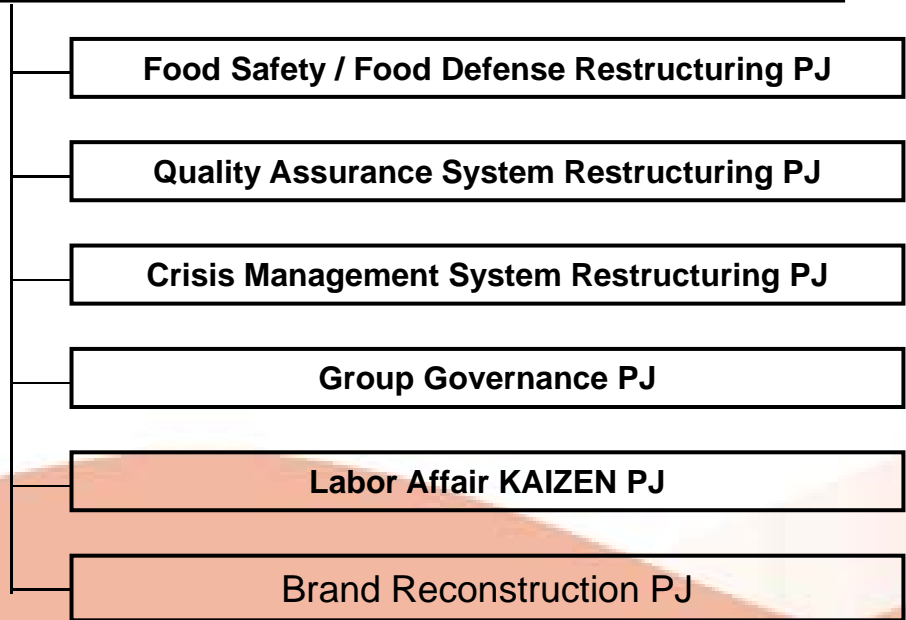 Food Safety / Food Defense Restructuring PJ
Quality Assurance System Restructuring PJ
Crisis Management System Restructuring PJ
Group Governance PJ
Labor Affair KAIZEN PJ
Brand Reconstruction PJ